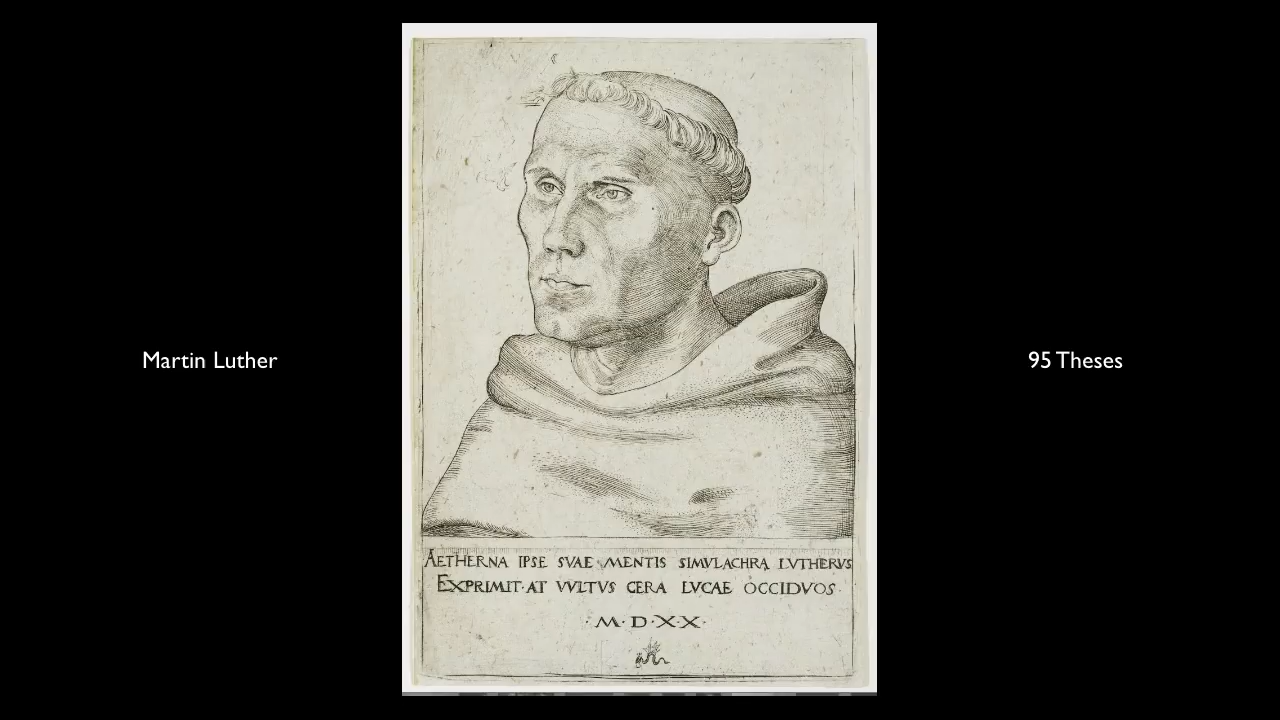 Martin Luther
95 Theses
AETHERNA IPSE SVAE MENTIS SIMVLACHRA LVTHERVS
EXPRIMIT·AT VVLTVS CERA LVCAE OCCIDVOS·
·M·D·X·X·